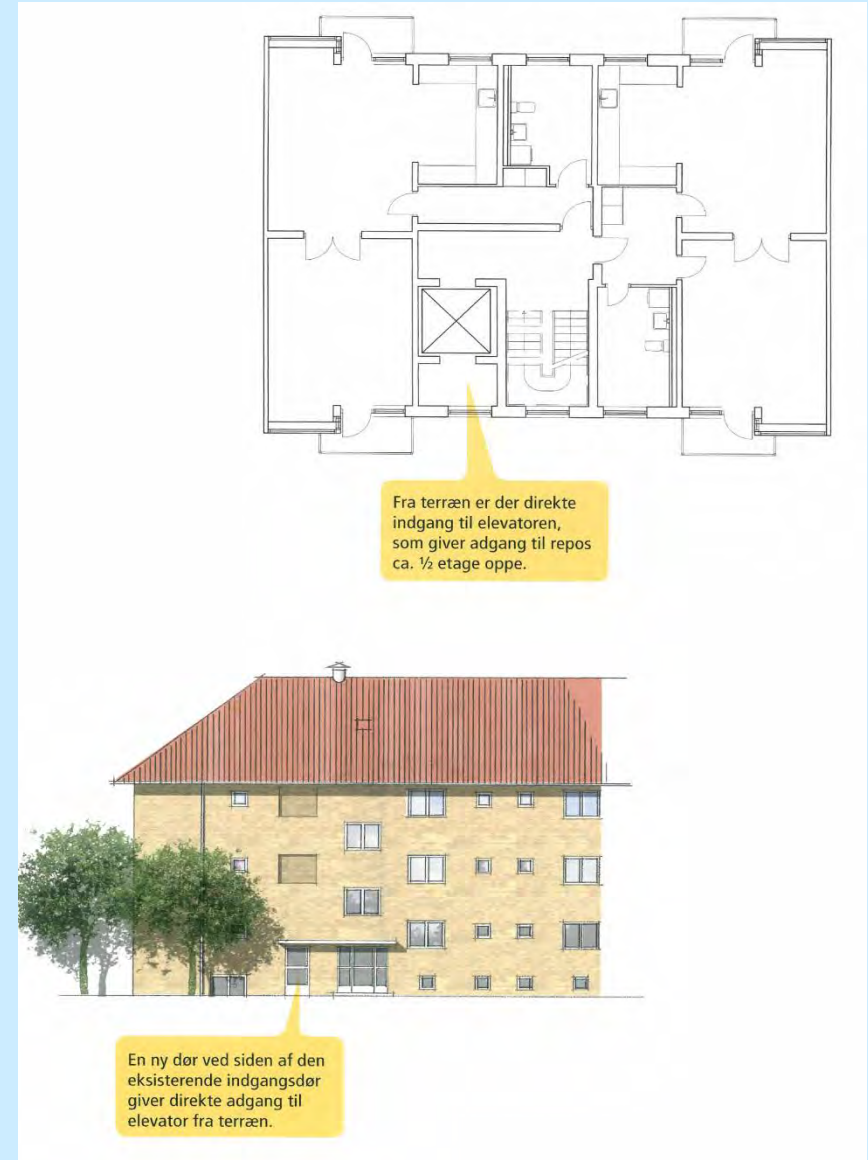 Fra terræn er der direkte
indgang til elevatoren,
som giver adgang til repos
ca. ½ etage oppe.
En ny dør ved siden af den
eksisterende indgangsdør
giver direkte adgang til
elevator fra terræn.